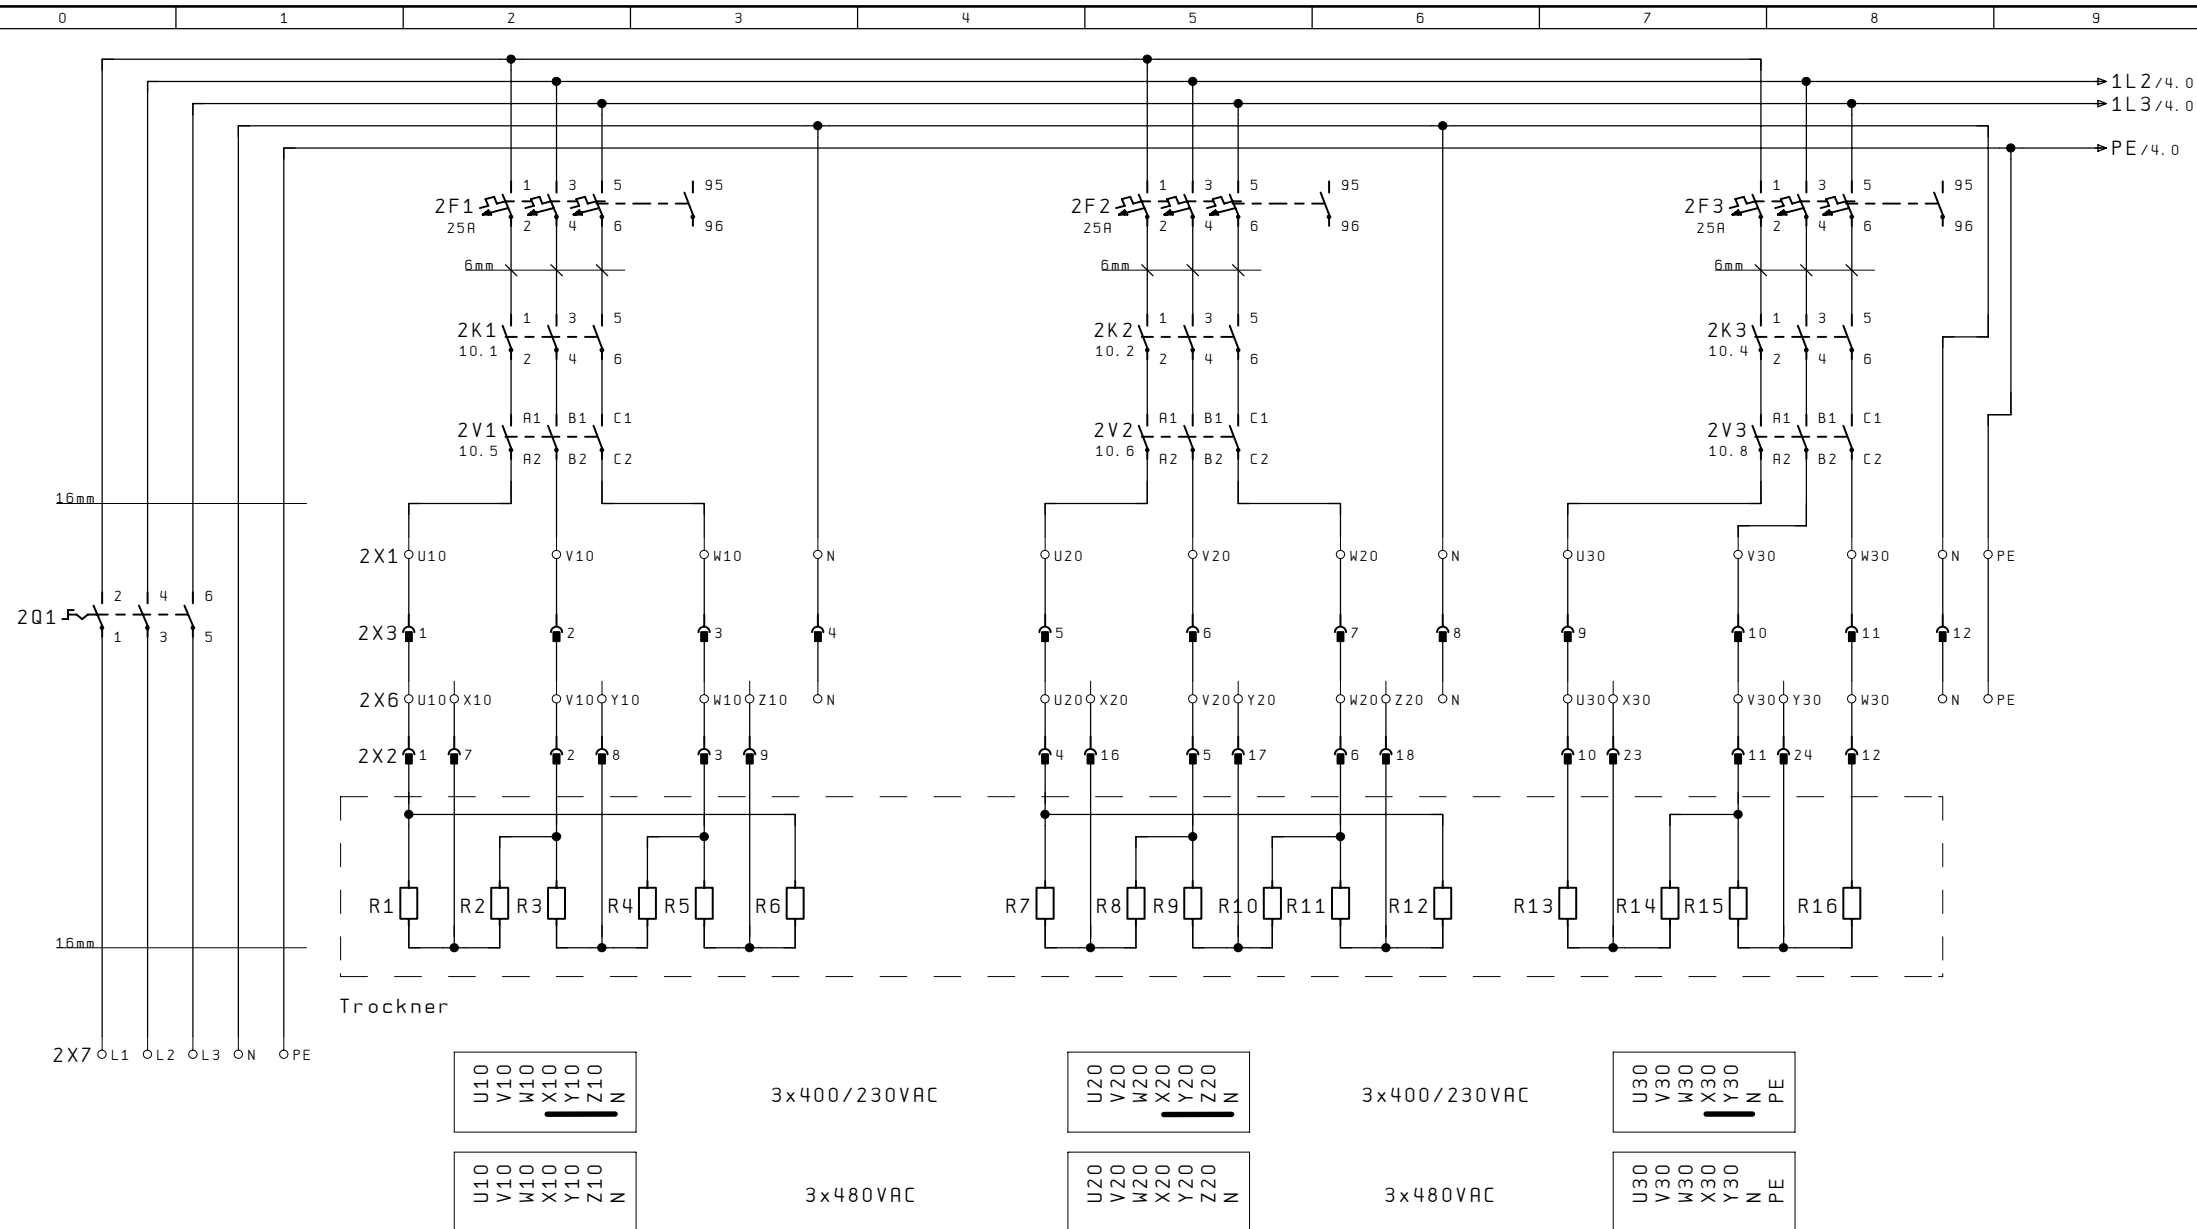 0 1 2 3 4 5 6 7 8 9
1L2/4.0
1L3/4.0
PE/4.0
1 3 5 95 1 3 5 95 1 3 5 95
2F1 2F2 2F3
25A 2 4 6 96 25A 2 4 6 96 25A 2 4 6 96
6mm 6mm 6mm
1 3 5 1 3 5 1 3 5
2K1 2K2 2K3
10.1 2 4 6 10.2 2 4 6 10.4 2 4 6
A1 B1 C1 A1 B1 C1 A1 B1 C1
2V1 2V2 2V3
10.5 A2 B2 C2 10.6 A2 B2 C2 10.8 A2 B2 C2
16mm
2X1 U10 V10 W10 N U20 V20 W20 N U30 V30 W30 N PE
2 4 6
2Q1
1 3 5
2X3 1 2 3 4 5 6 7 8 9 10 11 12
2X6 U10 X10 V10 Y10 W10 Z10 N U20 X20 V20 Y20 W20 Z20 N U30 X30 V30 Y30 W30 N PE
2X2 1 7 2 8 3 9 4 16 5 17 6 18 10 23 11 24 12
R1 R2 R3 R4 R5 R6 R7 R8 R9 R10 R11 R12 R13 R14 R15 R16
16mm
Trockner
2X7 L1 L2 L3 N PE
U10 V10 W10 X10 Y10 Z10 N
3x400/230VAC
U20 V20 W20 X20 Y20 Z20 N
3x400/230VAC
U30 V30 W30 X30 Y30 N PE
U10 V10 W10 X10 Y10 Z10 N
3x480VAC
U20 V20 W20 X20 Y20 Z20 N
3x480VAC
U30 V30 W30 X30 Y30 N PE